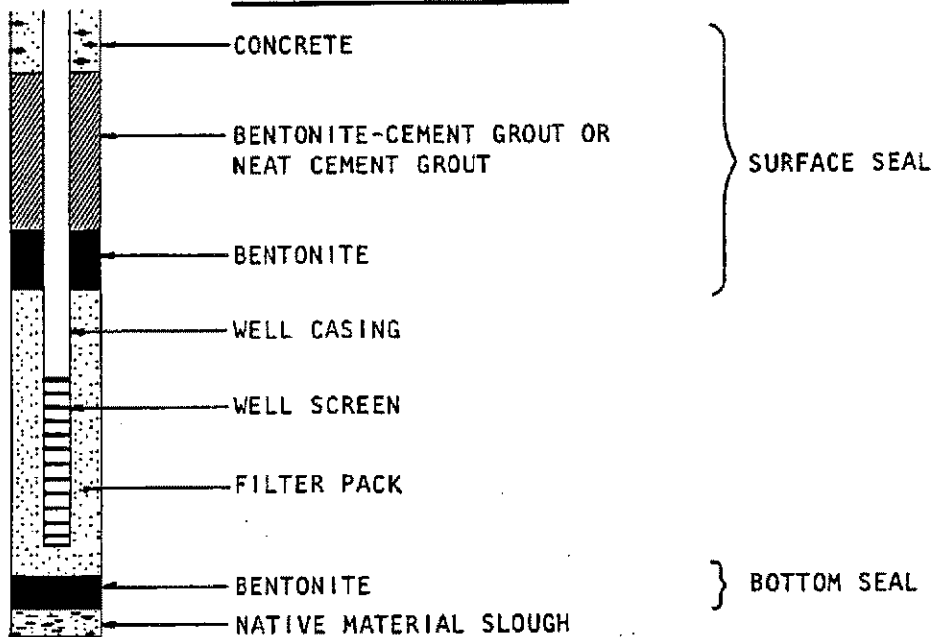 CONCRETE
BENTONITE-CEMENT GROUT OR
NEAT CEMENT GROUT
SURFACE SEAL
BENTONITE
WELL CASING
WELL SCREEN
FILTER PACK
BENTONITE
BOTTOM SEAL
NATIVE MATERIAL SLOUGH